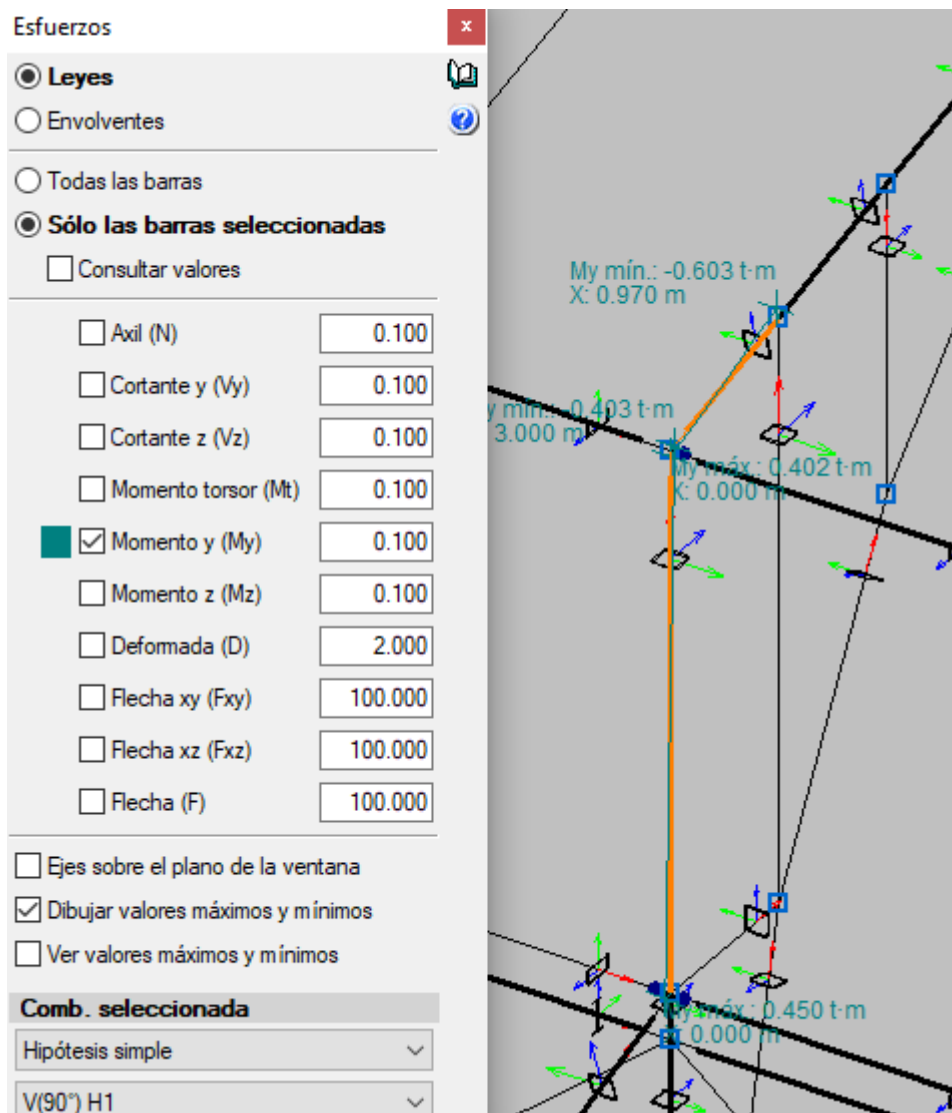 Esfuerzos
x
Leyes
Envolventes
Todas las barras
Sólo las barras seleccionadas
Consultar valores
Axil (N) 0.100
Cortante y (Vy) 0.100
Cortante z (Vz) 0.100
Momento torsor (Mt) 0.100
Momento y (My) 0.100
Momento z (Mz) 0.100
Deformada (D) 2.000
Flecha xy (Fxy) 100.000
Flecha xz (Fxz) 100.000
Flecha (F) 100.000
Ejes sobre el plano de la ventana
Dibujar valores máximos y mínimos
Ver valores máximos y mínimos
Comb. seleccionada
Hipótesis simple
V(90°) H1
My mín.: -0.603 t·m
X: 0.970 m
y mín.: -0.403 t·m
3.000 m
My máx.: 0.402 t·m
X: 0.000 m
My máx.: 0.450 t·m
0.000 m